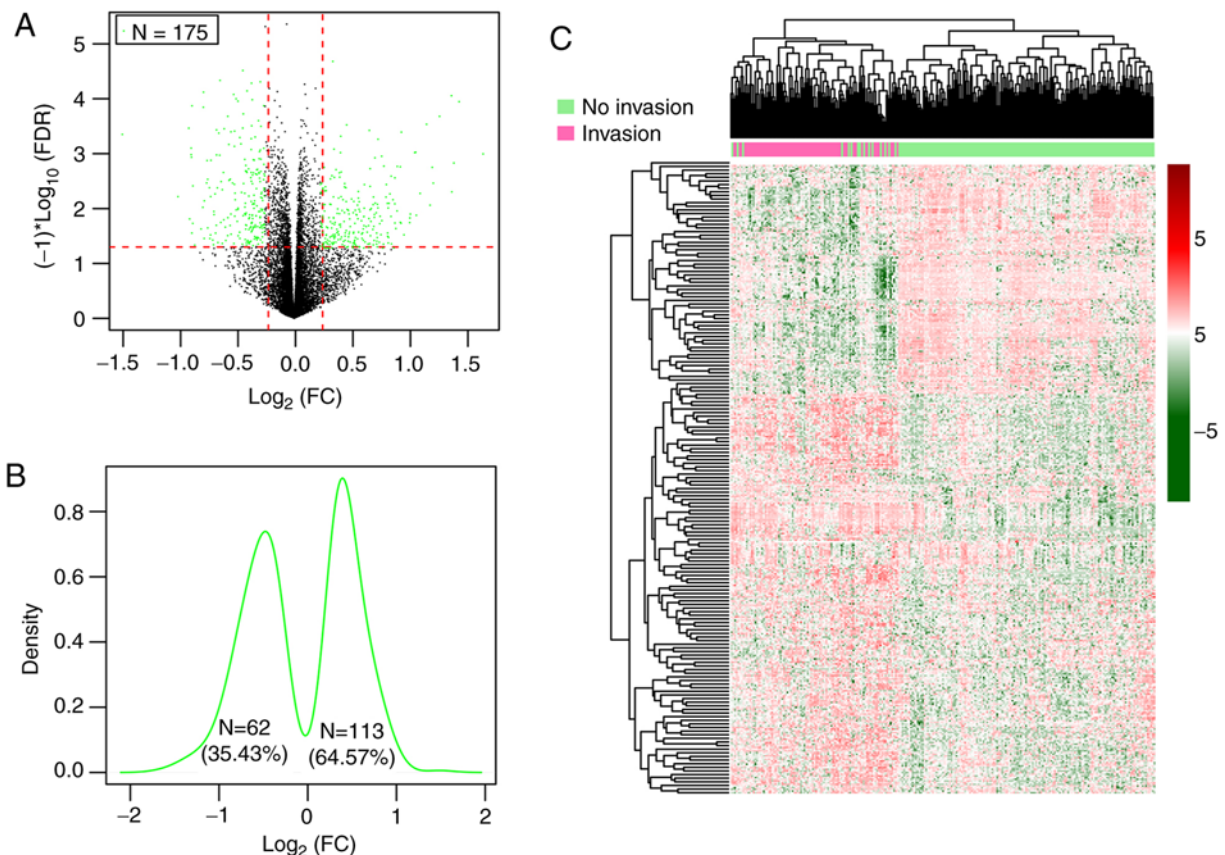 A
N = 175
5
4
3
2
1
0
(−1)*Log10 (FDR)
−1.5 −1.0 −0.5 0.0 0.5 1.0 1.5
Log2 (FC)
B
0.8
0.6
0.4
0.2
0.0
Density
N=62
(35.43%)
N=113
(64.57%)
−2 −1 0 1 2
Log2 (FC)
C
No invasion
Invasion
5
5
−5